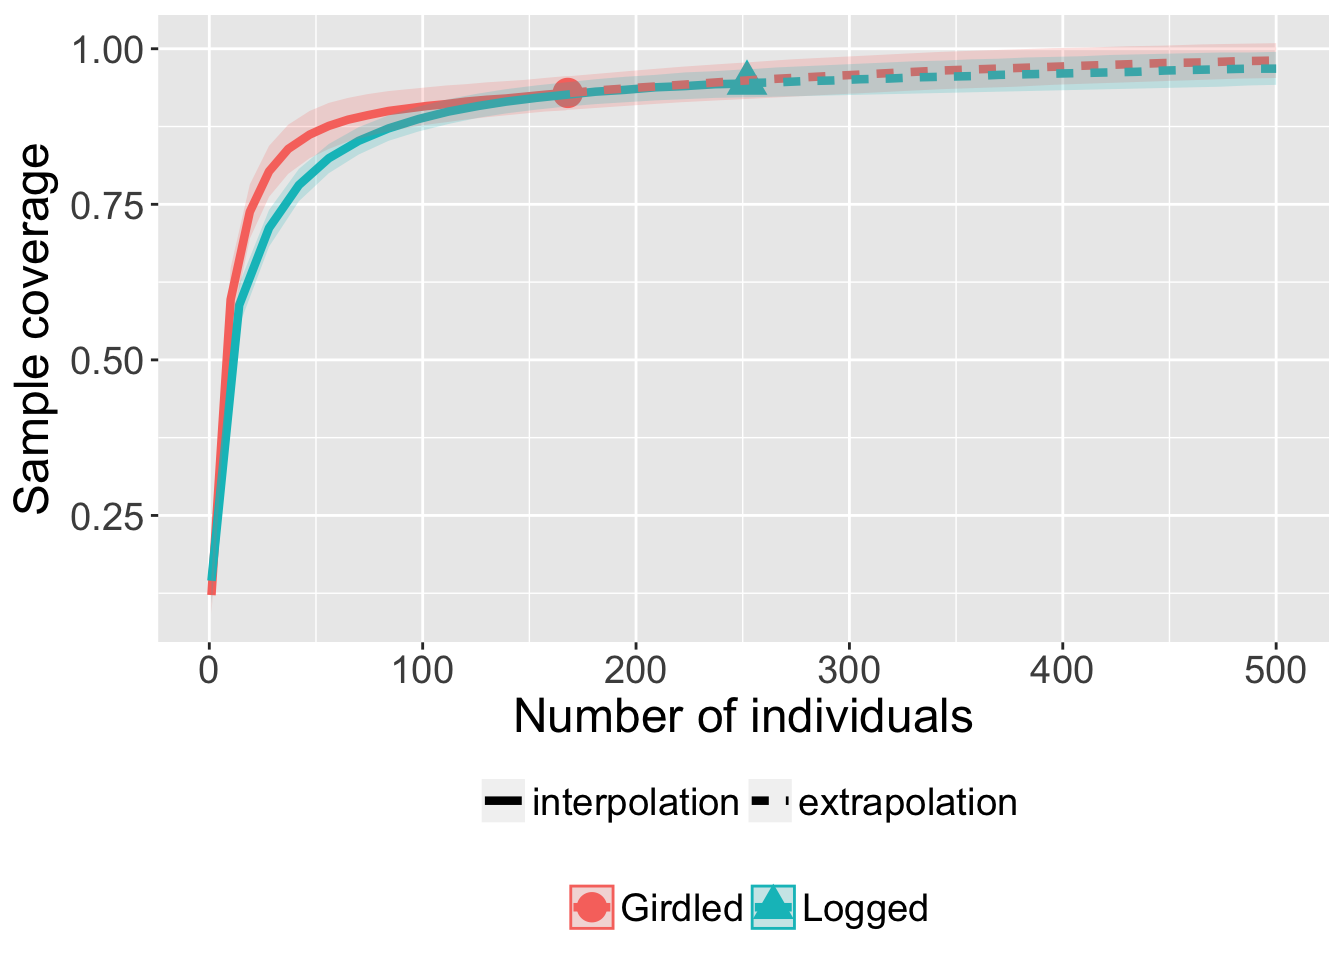 1.00
0.75
0.50
0.25
Sample coverage
0 100 200 300 400 500
Number of individuals
interpolation extrapolation
Girdled Logged